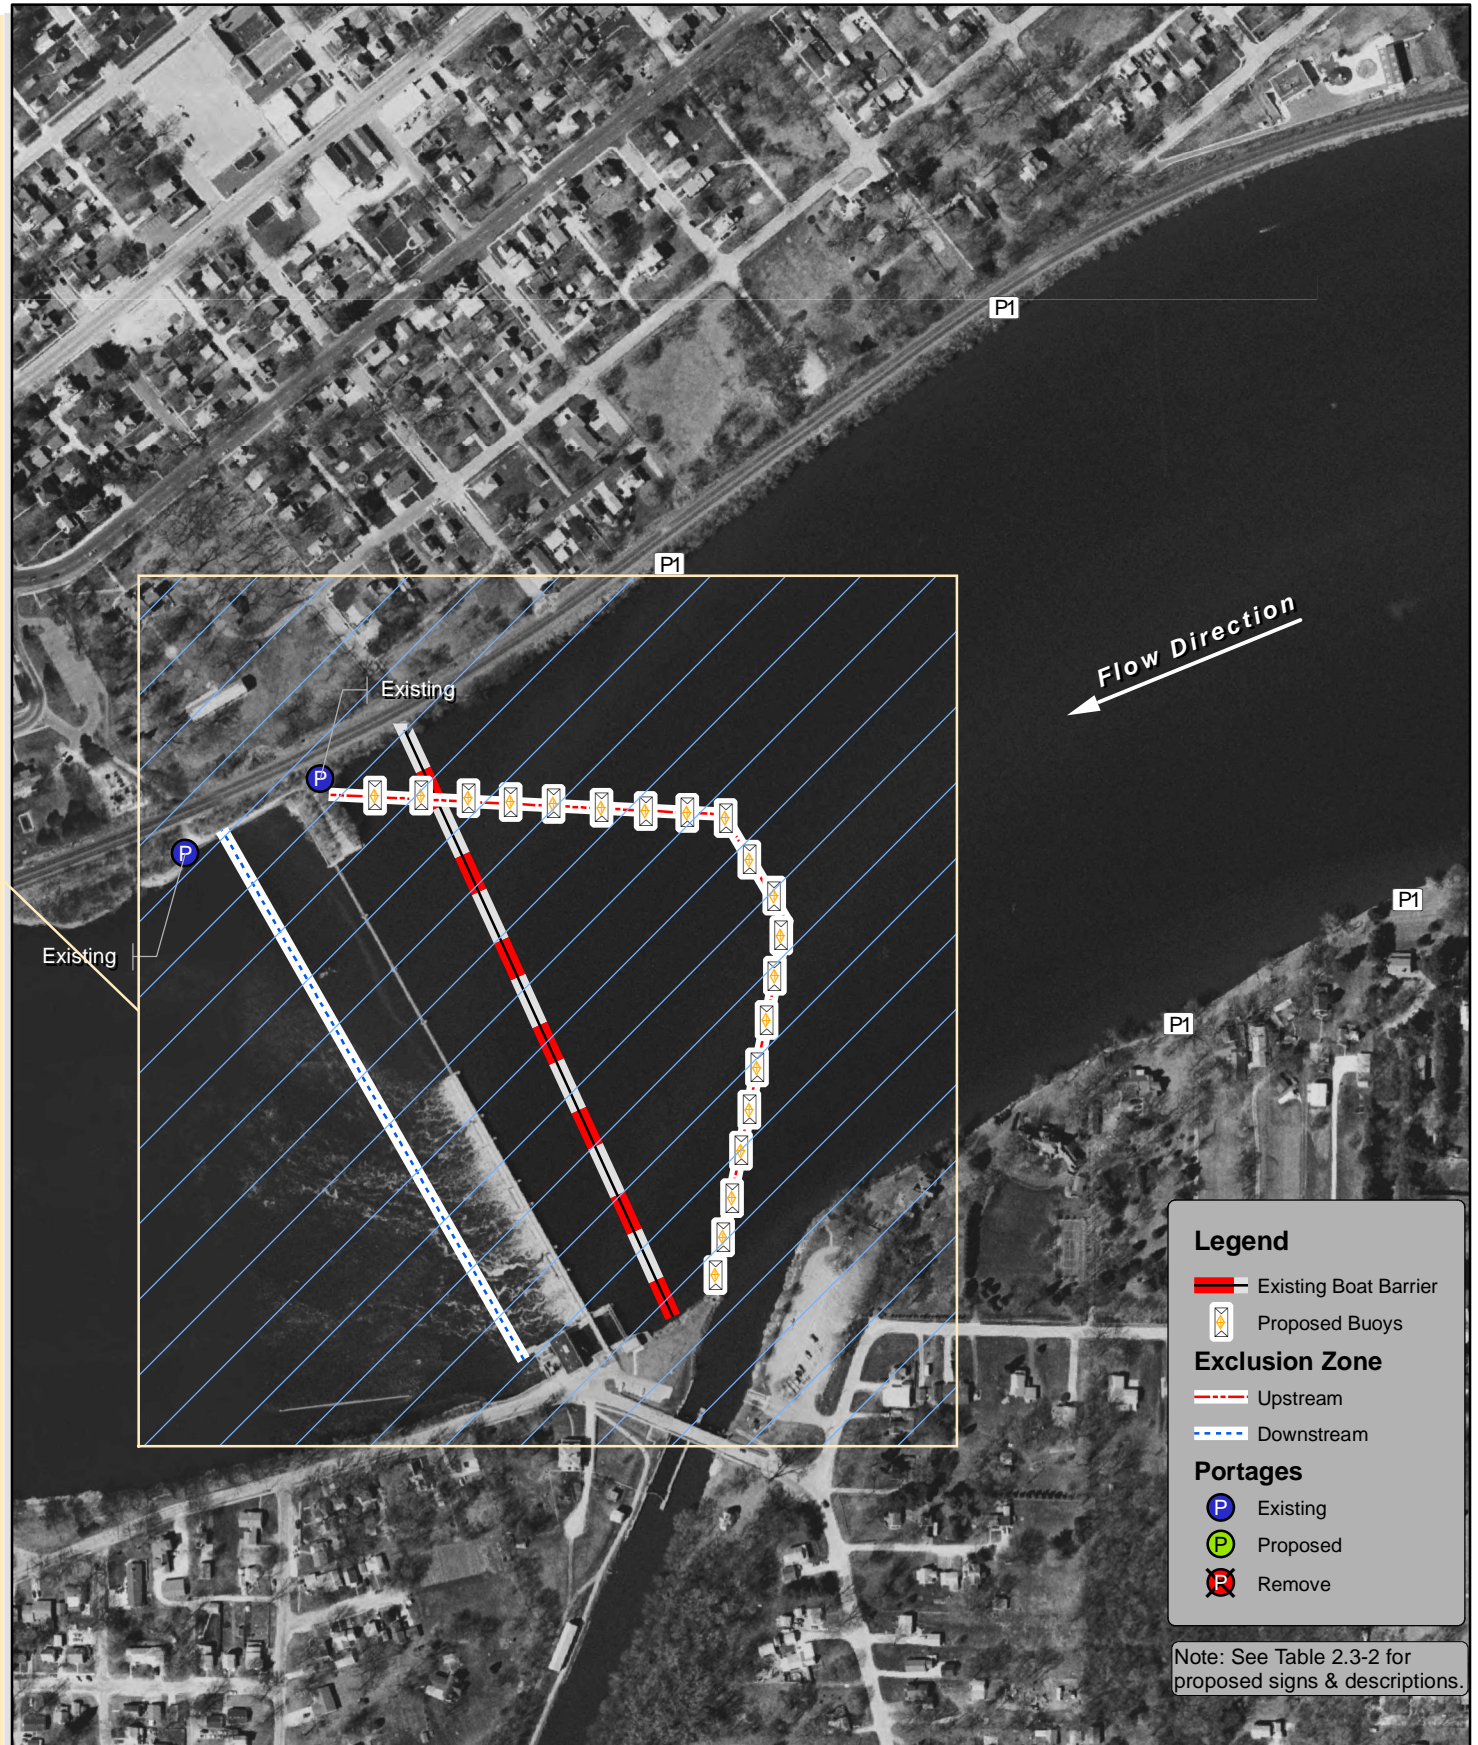 P1
P1
Flow Direction
Existing
P
P
P1
Existing
P1
Legend
Existing Boat Barrier
Proposed Buoys
Exclusion Zone
Upstream
Downstream
Portages
P Existing
P Proposed
P Remove
Note: See Table 2.3-2 for
proposed signs & descriptions.